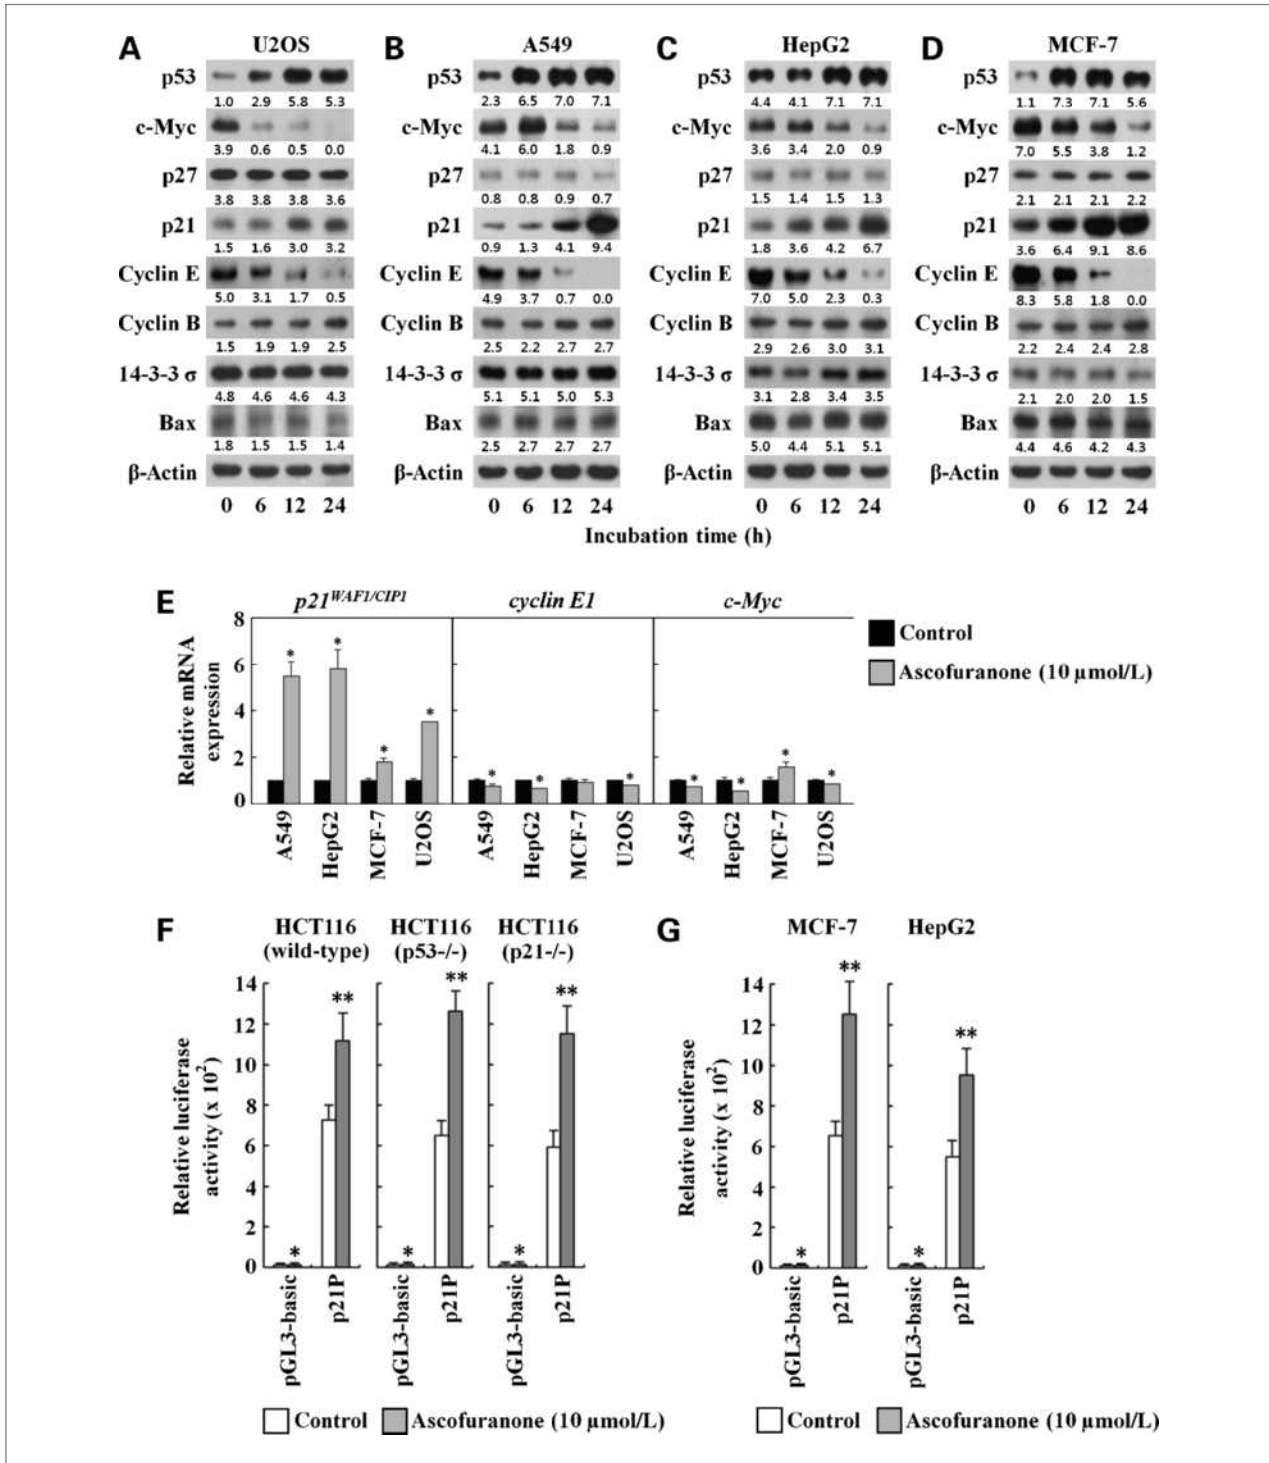 A U2OS
p53
1.0 2.9 5.8 5.3
c-Myc
3.9 0.6 0.5 0.0
p27
3.8 3.8 3.8 3.6
p21
1.5 1.6 3.0 3.2
Cyclin E
5.0 3.1 1.7 0.5
Cyclin B
1.5 1.9 1.9 2.5
14-3-3 σ
4.8 4.6 4.6 4.3
Bax
1.8 1.5 1.5 1.4
β-Actin
0 6 12 24
B A549
p53
2.3 6.5 7.0 7.1
c-Myc
4.1 6.0 1.8 0.9
p27
0.8 0.8 0.9 0.7
p21
0.9 1.3 4.1 9.4
Cyclin E
4.9 3.7 0.7 0.0
Cyclin B
2.5 2.2 2.7 2.7
14-3-3 σ
5.1 5.1 5.0 5.3
Bax
2.5 2.7 2.7 2.7
β-Actin
0 6 12 24
C HepG2
p53
4.4 4.1 7.1 7.1
c-Myc
3.6 3.4 2.0 0.9
p27
1.5 1.4 1.5 1.3
p21
1.8 3.6 4.2 6.7
Cyclin E
7.0 5.0 2.3 0.3
Cyclin B
2.9 2.6 3.0 3.1
14-3-3 σ
3.1 2.8 3.4 3.5
Bax
5.0 4.4 5.1 5.1
β-Actin
0 6 12 24
D MCF-7
p53
1.1 7.3 7.1 5.6
c-Myc
7.0 5.5 3.8 1.2
p27
2.1 2.1 2.1 2.2
p21
3.6 6.4 9.1 8.6
Cyclin E
8.3 5.8 1.8 0.0
Cyclin B
2.2 2.4 2.4 2.8
14-3-3 σ
2.1 2.0 2.0 1.5
Bax
4.4 4.6 4.2 4.3
β-Actin
0 6 12 24
Incubation time (h)
E
p21WAF1/CIP1 cyclin E1 c-Myc
Relative mRNA
expression
8
6
4
2
0
* * * *
* * *
* * * *
A549 HepG2 MCF-7 U2OS
A549 HepG2 MCF-7 U2OS
A549 HepG2 MCF-7 U2OS
Control
Ascofuranone (10 µmol/L)
F
HCT116
(wild-type)
HCT116
(p53-/-)
HCT116
(p21-/-)
Relative luciferase
activity (x 10²)
14
12
10
8
6
4
2
0
* **
* **
* **
pGL3-basic p21P
pGL3-basic p21P
pGL3-basic p21P
Control Ascofuranone (10 µmol/L)
G
MCF-7 HepG2
Relative luciferase
activity (x 10²)
14
12
10
8
6
4
2
0
* **
* **
pGL3-basic p21P
pGL3-basic p21P
Control Ascofuranone (10 µmol/L)